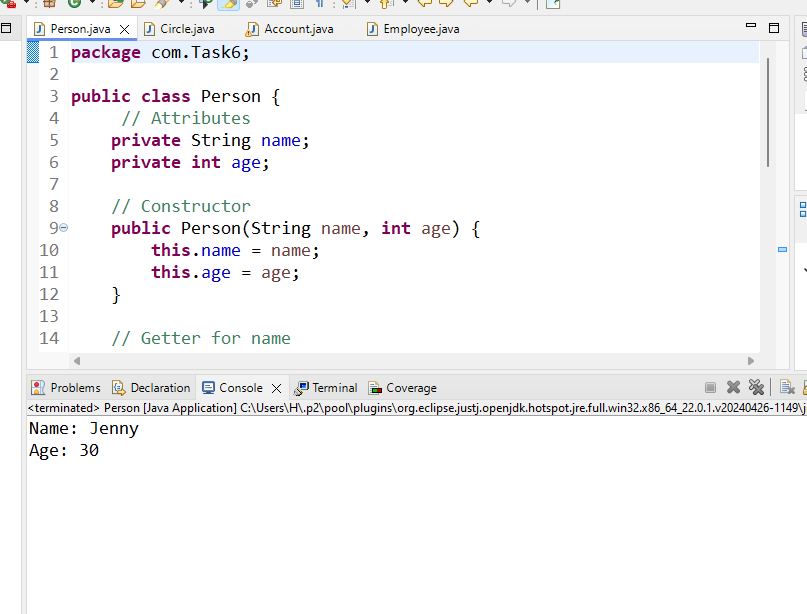 Person.java Circle.java Account.java Employee.java
1 package com.Task6;
2
3 public class Person {
4 // Attributes
5 private String name;
6 private int age;
7
8 // Constructor
9 public Person(String name, int age) {
10 this.name = name;
11 this.age = age;
12 }
13
14 // Getter for name
Problems Declaration Console Terminal Coverage
<terminated> Person [Java Application] C:\Users\H\.p2\pool\plugins\org.eclipse.justj.openjdk.hotspot.jre.full.win32.x86_64_22.0.1.v20240426-1149\j
Name: Jenny
Age: 30